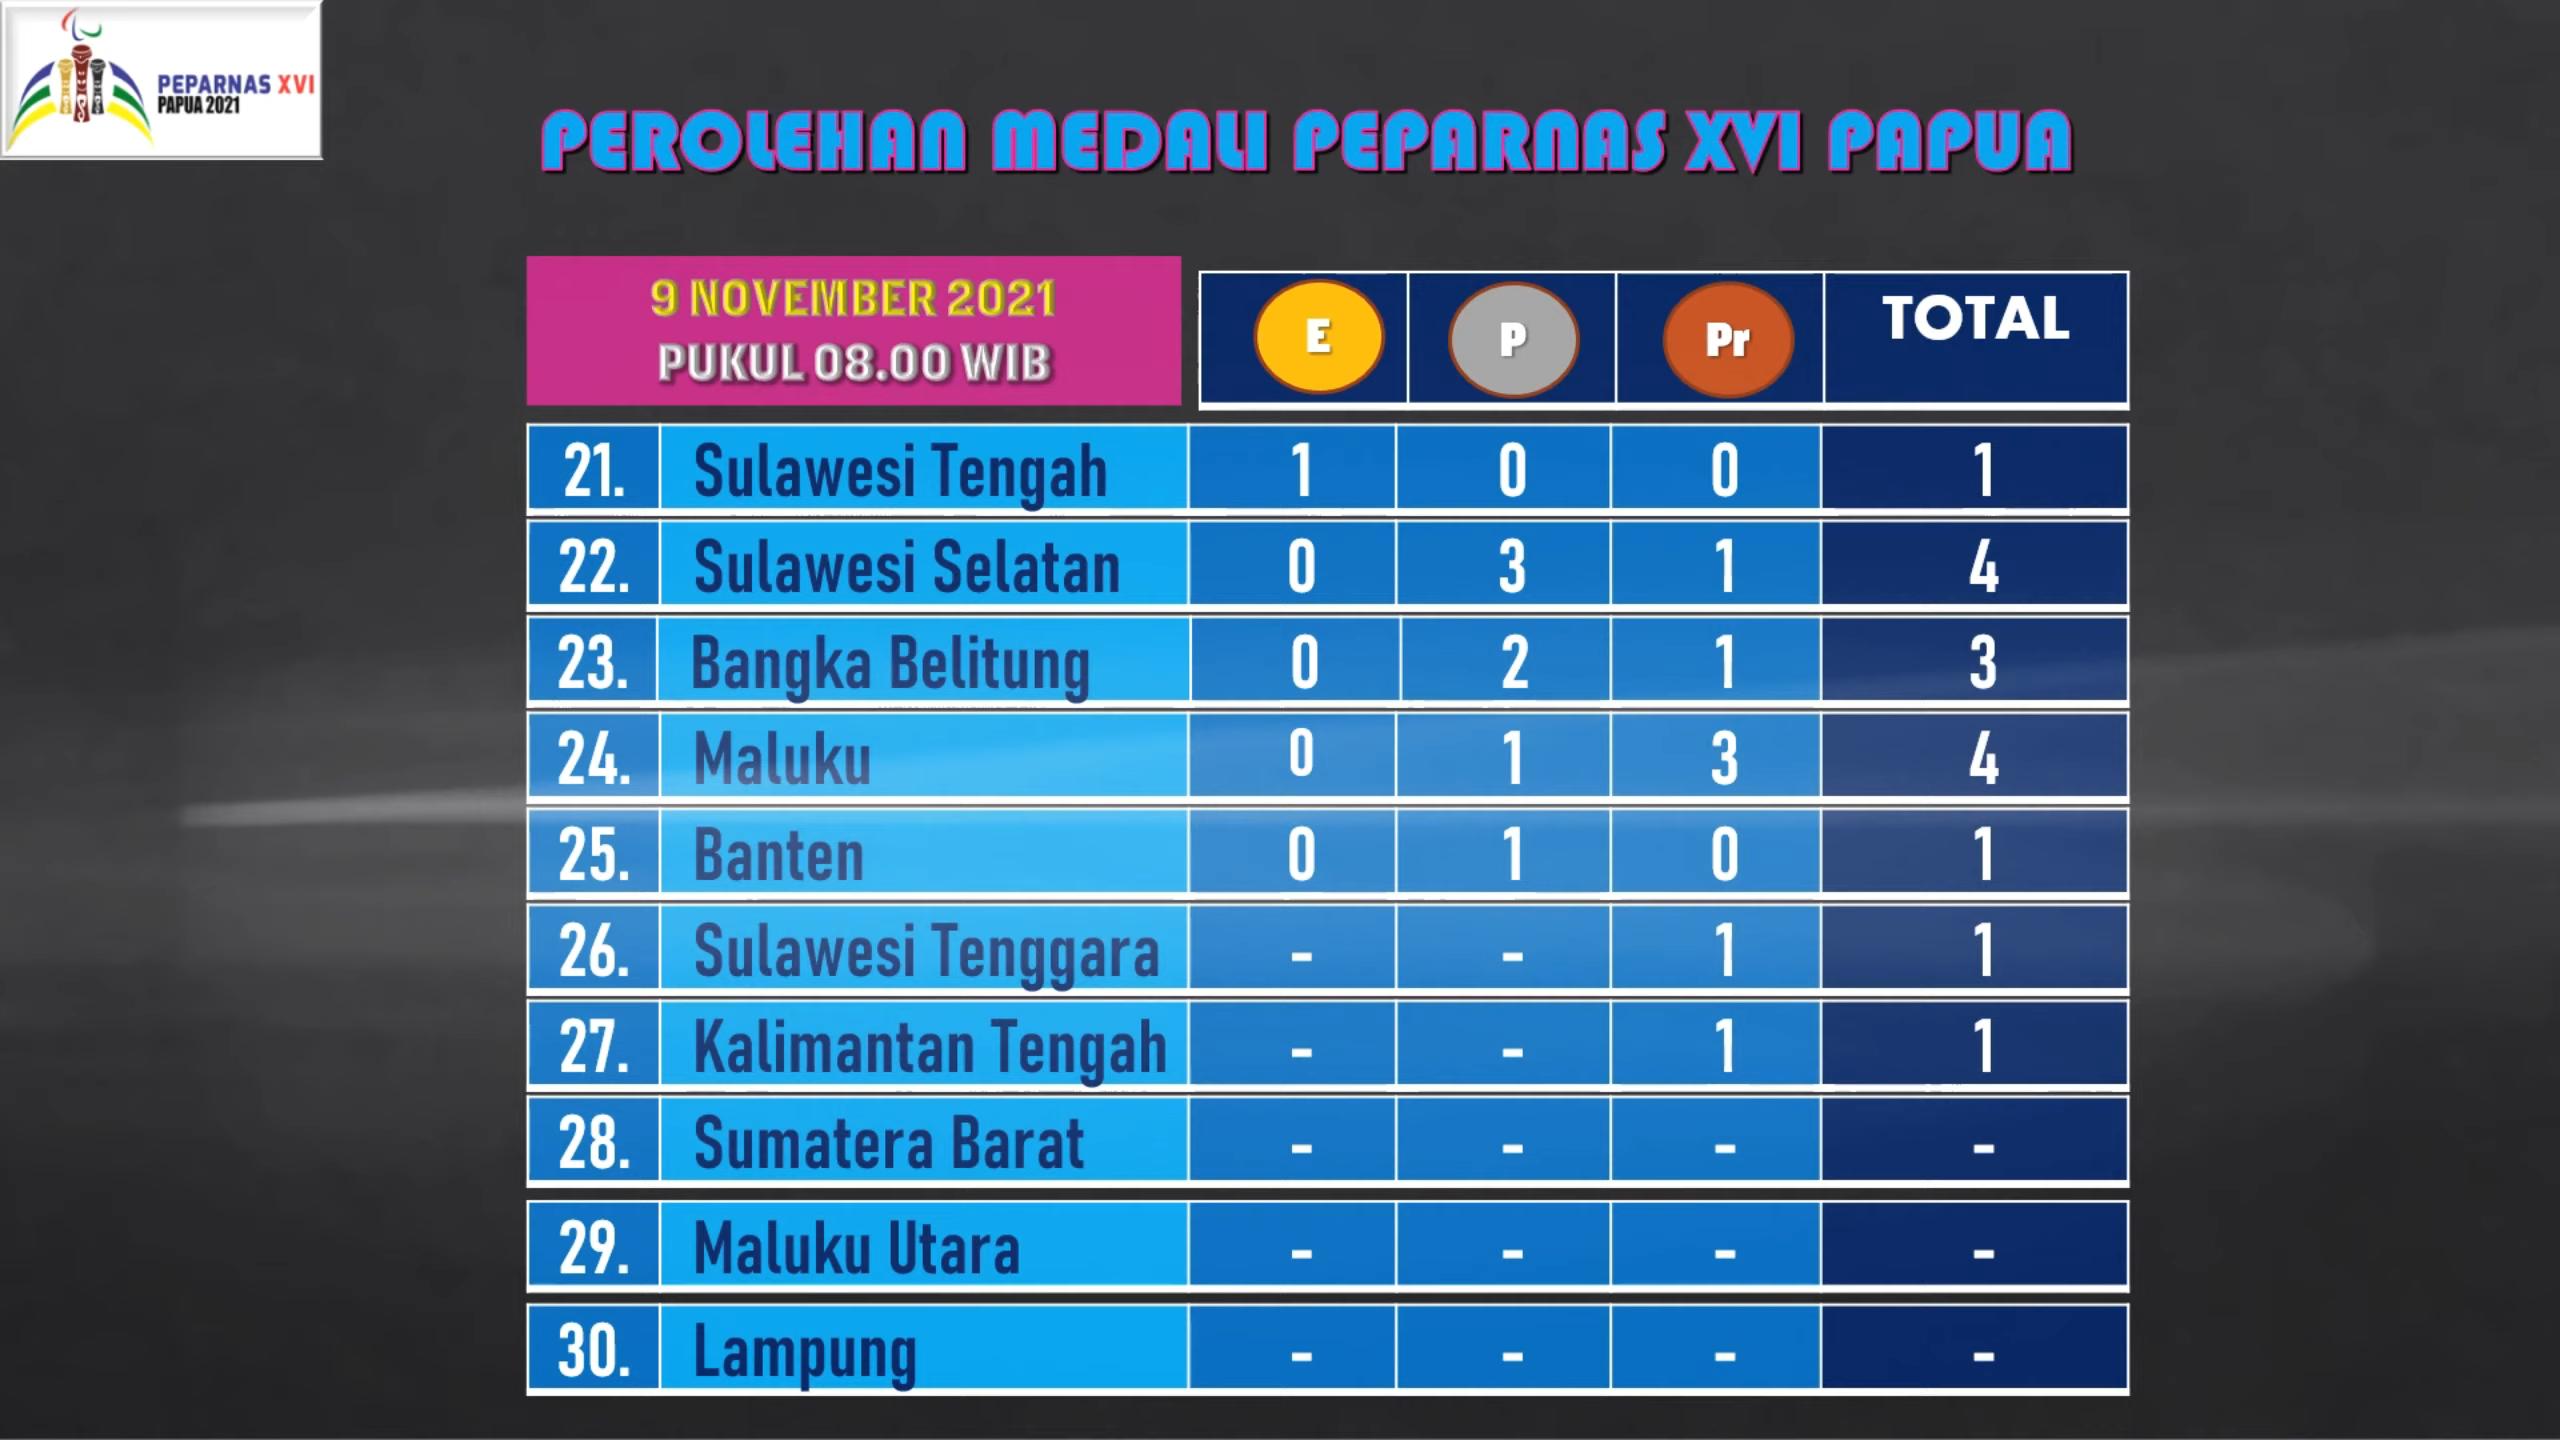 PEPARNAS XVI
PAPUA 2021
PEROLEHAN MEDALI PEPARNAS XVI PAPUA
9 NOVEMBER 2021
PUKUL 08.00 WIB
E P Pr TOTAL
21. Sulawesi Tengah 1 0 0 1
22. Sulawesi Selatan 0 3 1 4
23. Bangka Belitung 0 2 1 3
24. Maluku 0 1 3 4
25. Banten 0 1 0 1
26. Sulawesi Tenggara - - 1 1
27. Kalimantan Tengah - - 1 1
28. Sumatera Barat - - - -
29. Maluku Utara - - - -
30. Lampung - - - -